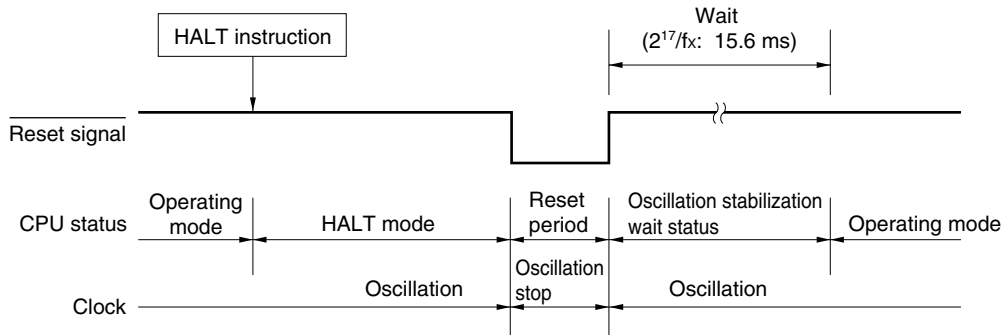 HALT instruction
Wait
(2¹⁷/fx: 15.6 ms)
Reset signal
CPU status
Operating
mode
HALT mode
Reset
period
Oscillation stabilization
wait status
Operating mode
Clock
Oscillation
Oscillation
stop
Oscillation